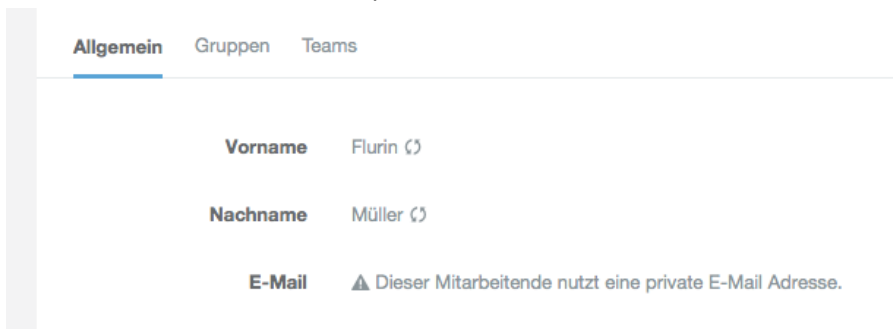 Allgemein Gruppen Teams
Vorname Flurin
Nachname Müller
E-Mail Dieser Mitarbeitende nutzt eine private E-Mail Adresse.